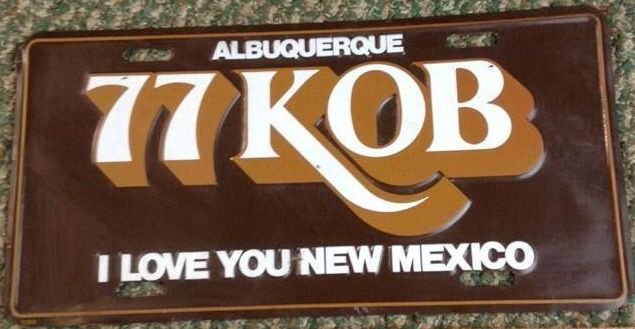 ALBUQUERQUE
77 KOB
I LOVE YOU NEW MEXICO